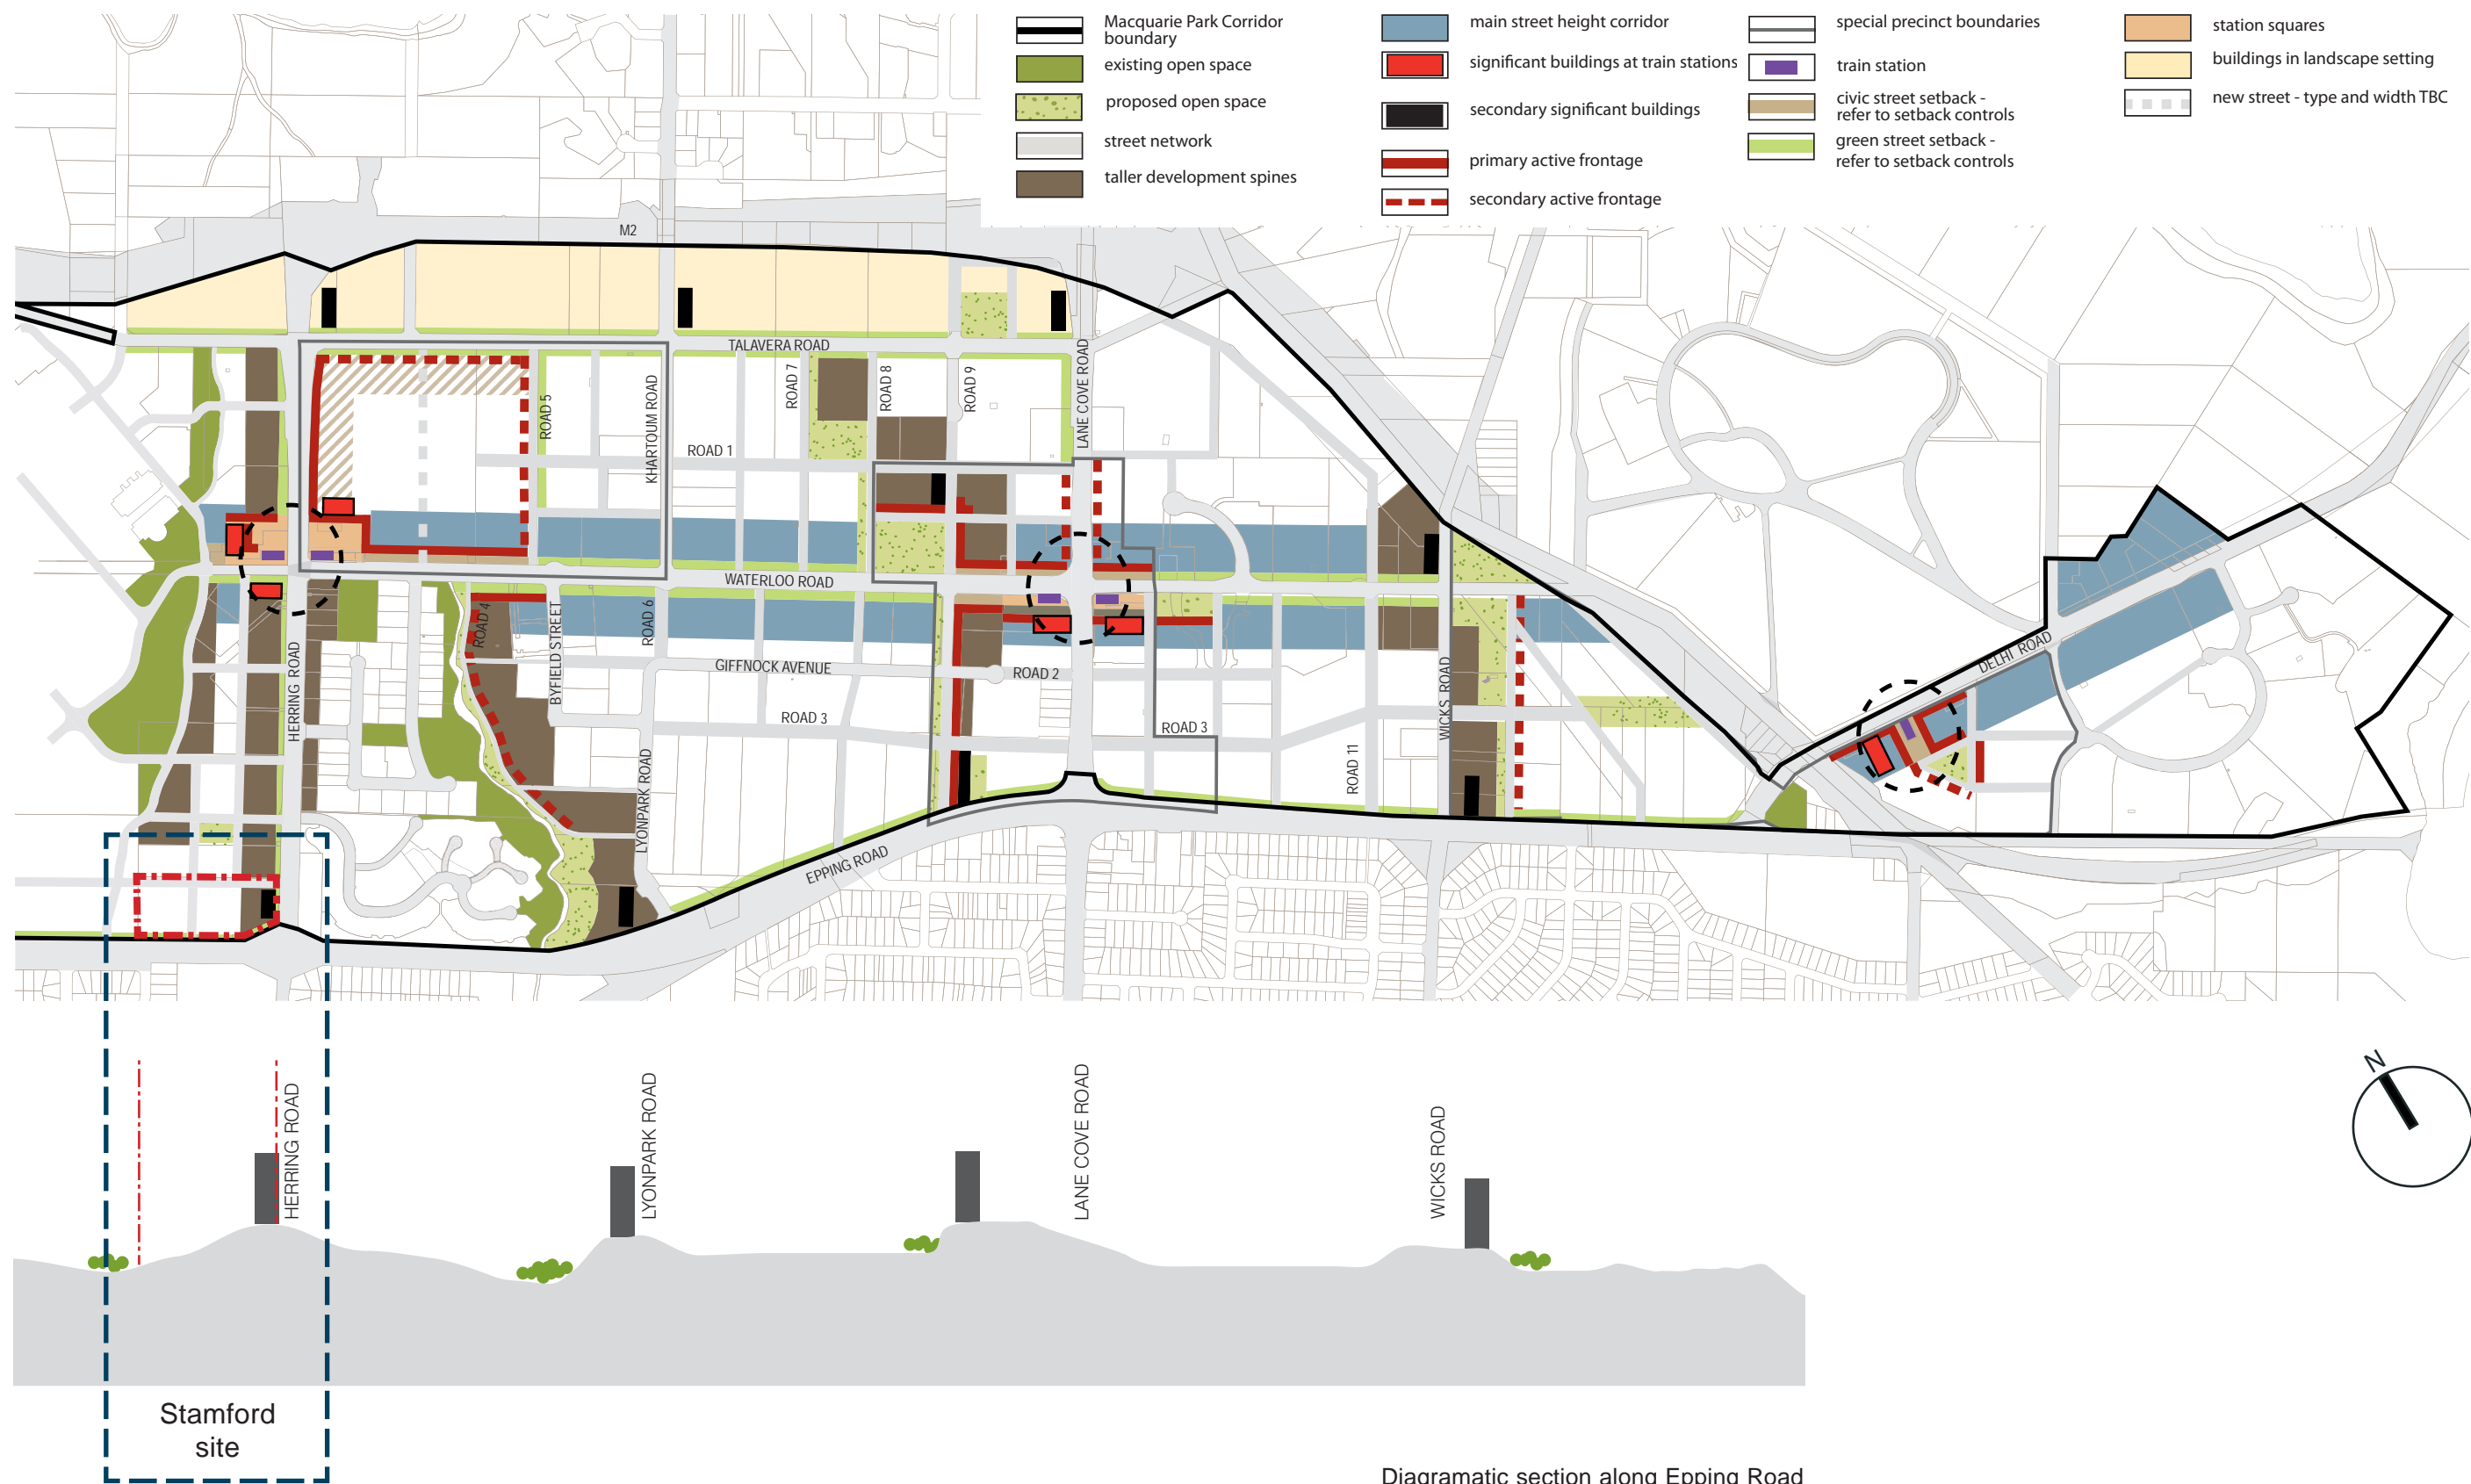 Macquarie Park Corridor
boundary
existing open space
proposed open space
street network
taller development spines
main street height corridor
significant buildings at train stations
secondary significant buildings
primary active frontage
secondary active frontage
special precinct boundaries
train station
civic street setback -
refer to setback controls
green street setback -
refer to setback controls
station squares
buildings in landscape setting
new street - type and width TBC
M2
TALAVERA ROAD
ROAD 5
KHARTOUM ROAD
ROAD 1
ROAD 7
ROAD 8
ROAD 9
LANE COVE ROAD
WATERLOO ROAD
HERRING ROAD
ROAD 4
BYFIELD STREET
ROAD 6
GIFFNOCK AVENUE
ROAD 2
ROAD 3
ROAD 3
LYONPARK ROAD
ROAD 11
WICKS ROAD
DELHI ROAD
EPPING ROAD
HERRING ROAD
LYONPARK ROAD
LANE COVE ROAD
WICKS ROAD
N
Stamford
site
Diagramatic section along Epping Road